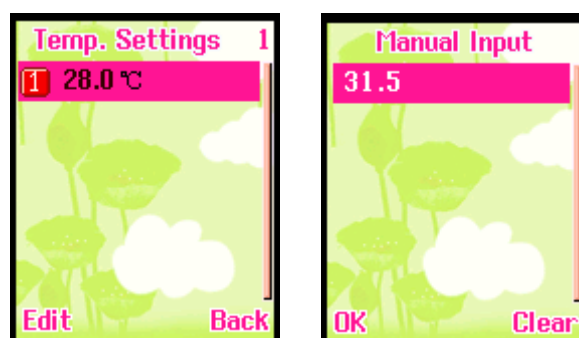 Temp. Settings 1
1 28.0 ℃
Edit Back
Manual Input
31.5
OK Clear